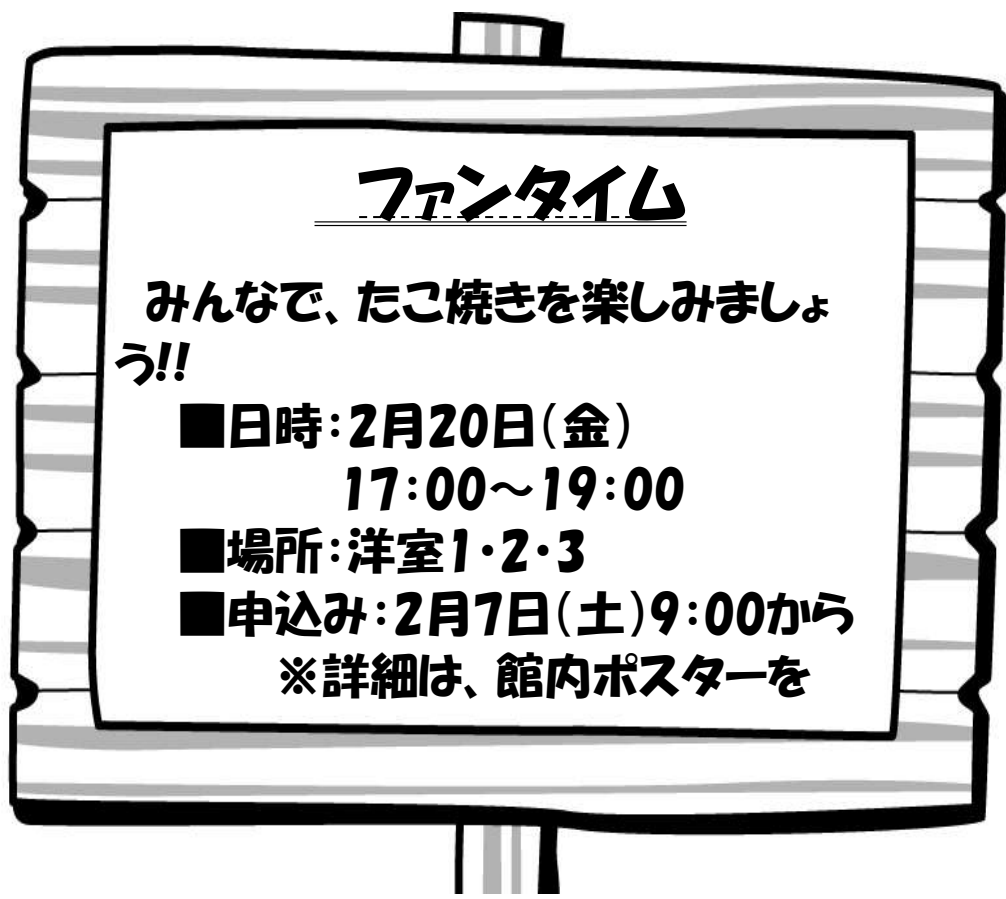 ファンタイム
みんなで、たこ焼きを楽しみましょ
う!!
■日時:2月20日(金)
17:00~19:00
■場所:洋室1・2・3
■申込み:2月7日(土)9:00から
※詳細は、館内ポスターを